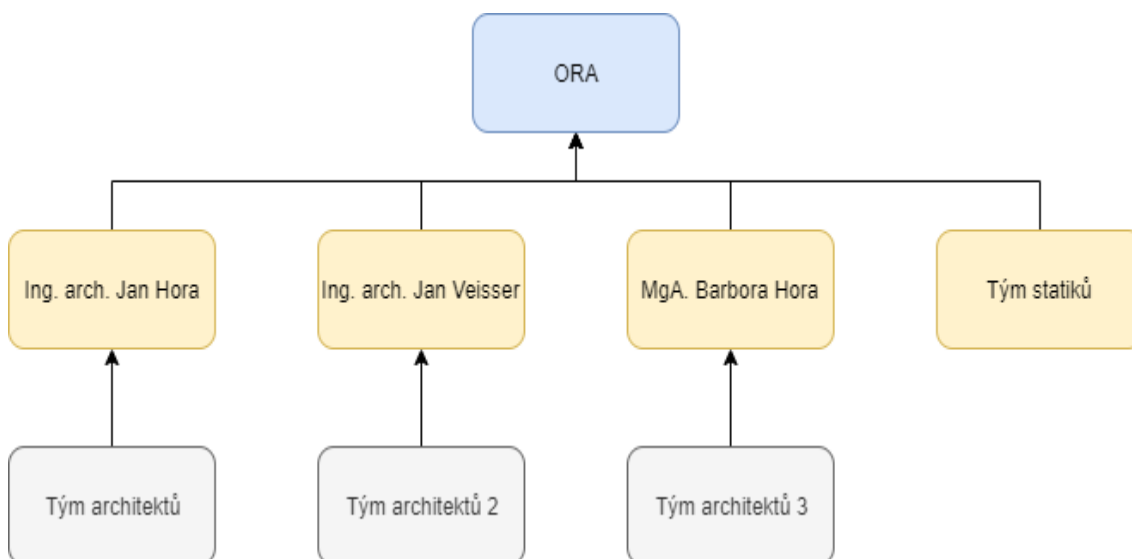 ORA
Ing. arch. Jan Hora
Ing. arch. Jan Veisser
MgA. Barbora Hora
Tým statiků
Tým architektů
Tým architektů 2
Tým architektů 3